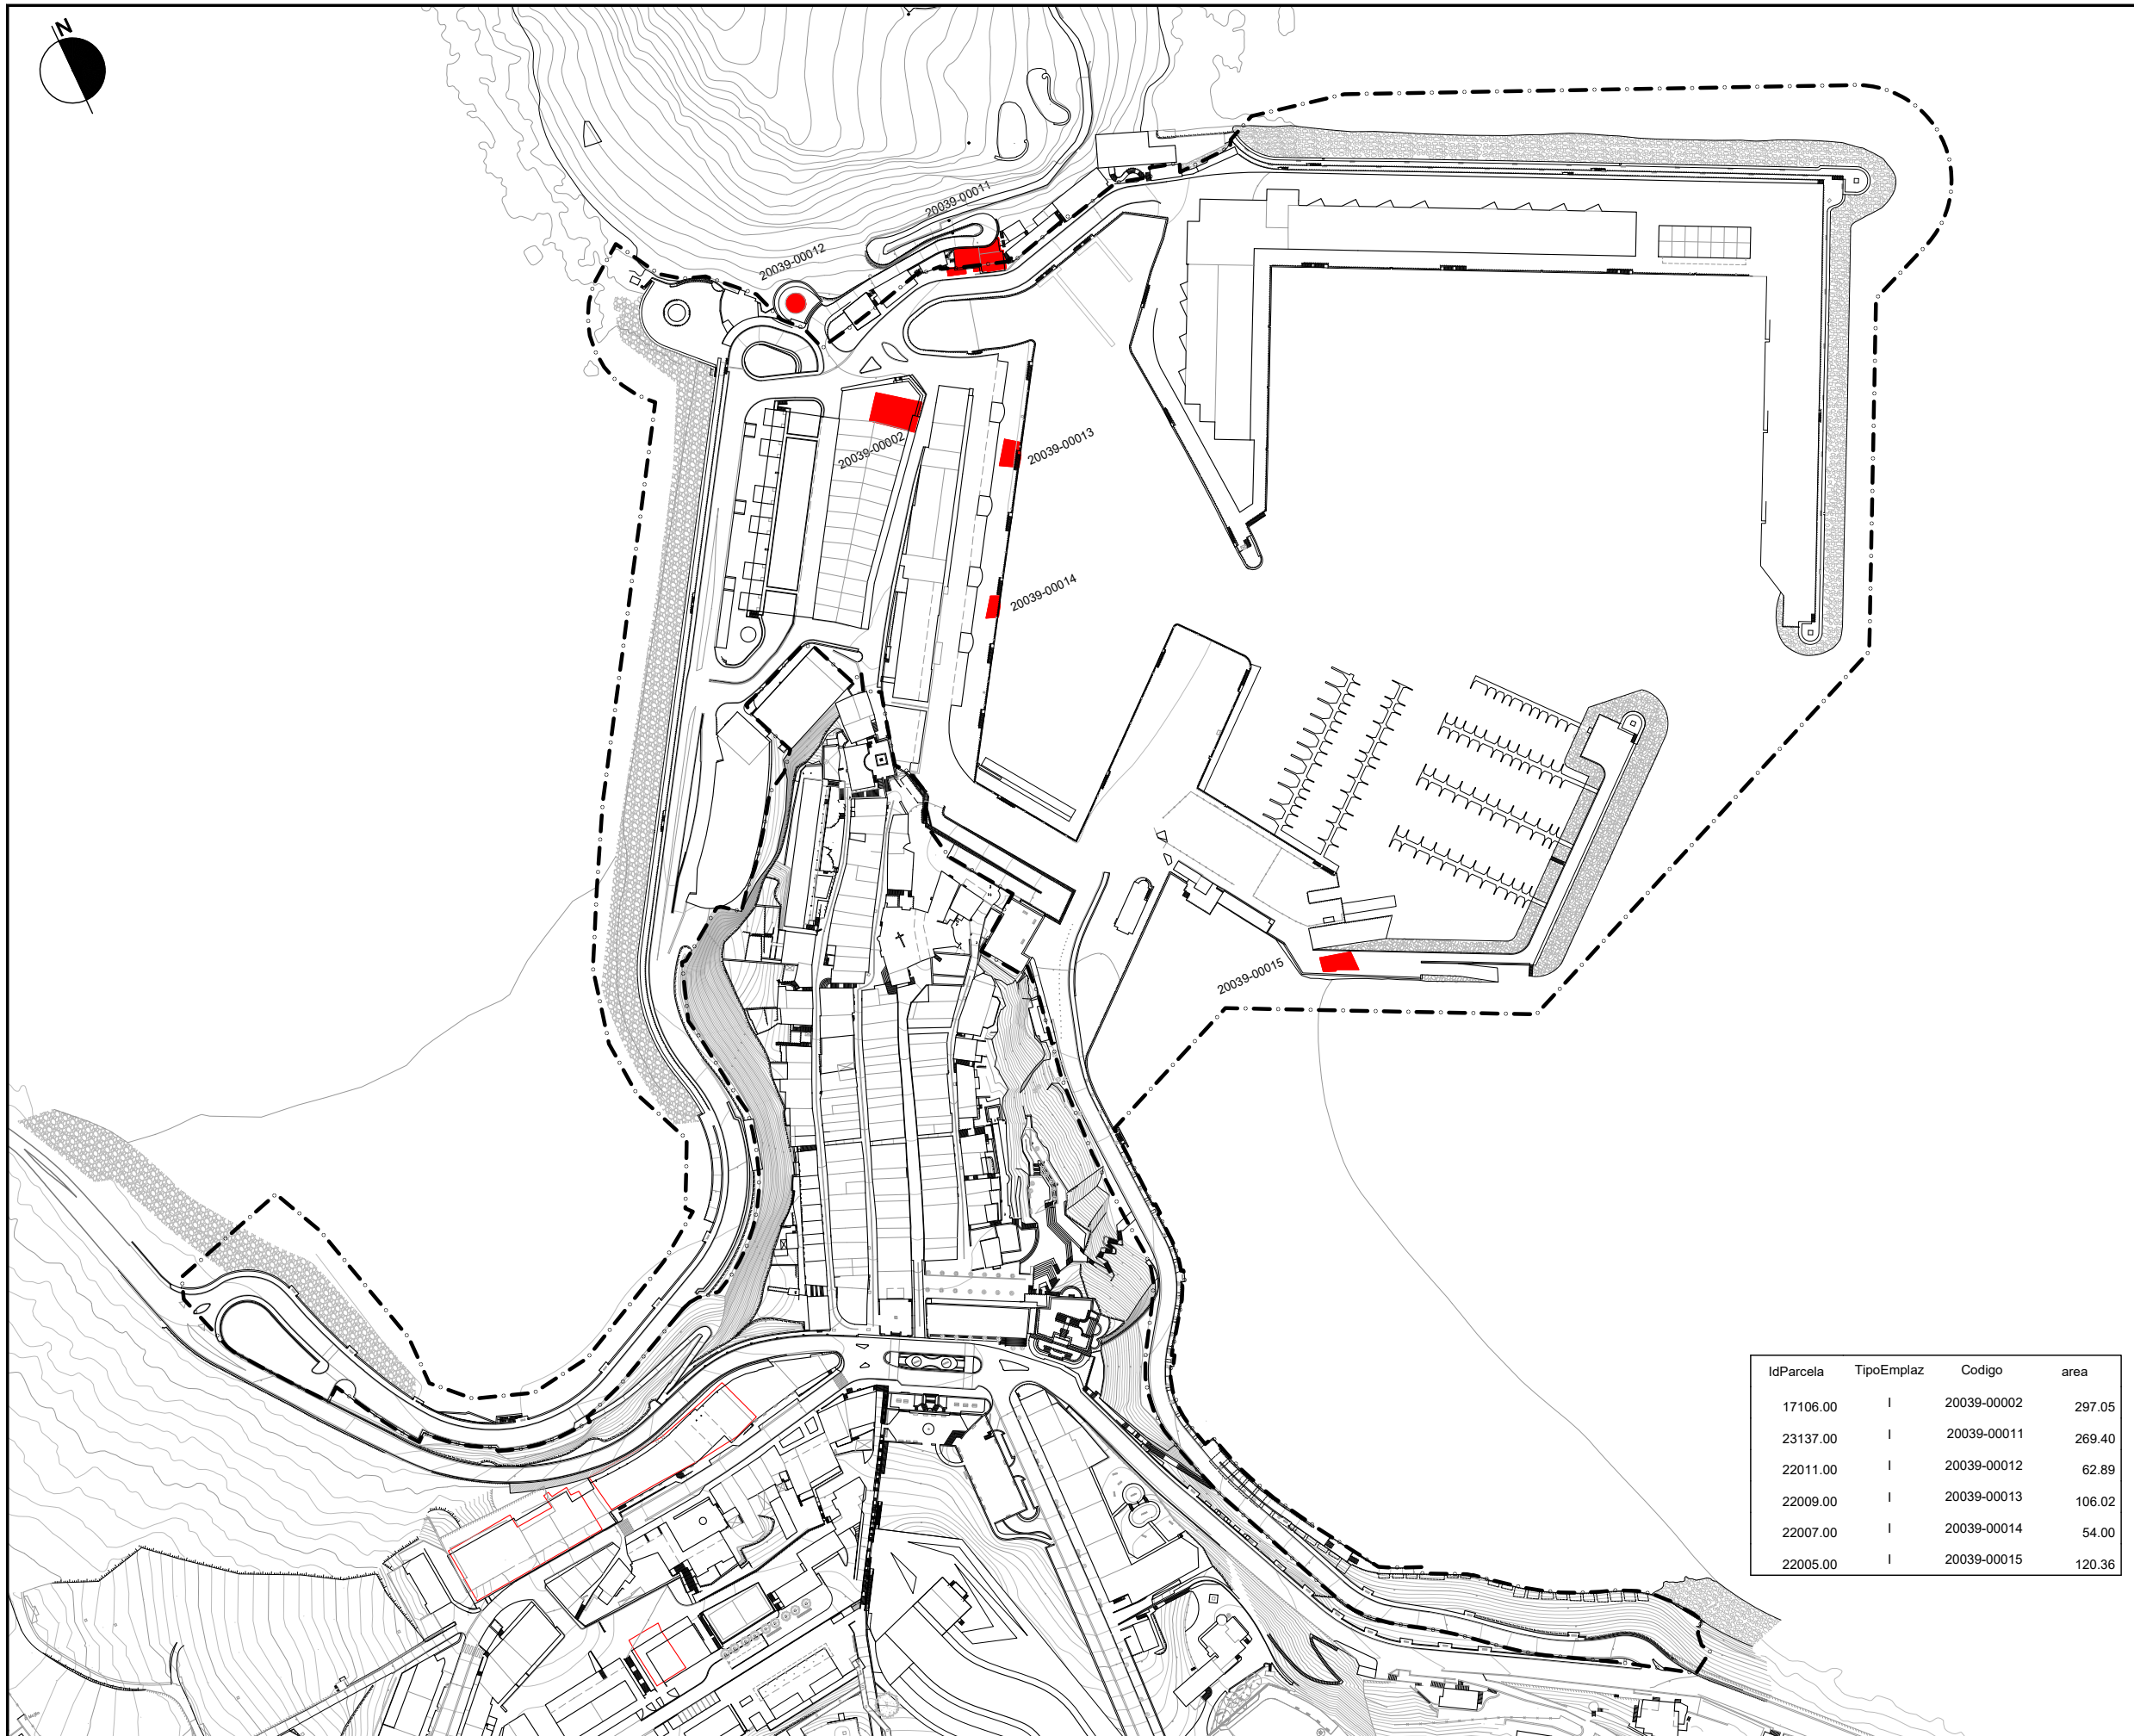 N
20039-00011
20039-00012
20039-00002
20039-00013
20039-00014
20039-00015
IdParcela TipoEmplaz Codigo area
17106.00 I 20039-00002 297.05
23137.00 I 20039-00011 269.40
22011.00 I 20039-00012 62.89
22009.00 I 20039-00013 106.02
22007.00 I 20039-00014 54.00
22005.00 I 20039-00015 120.36